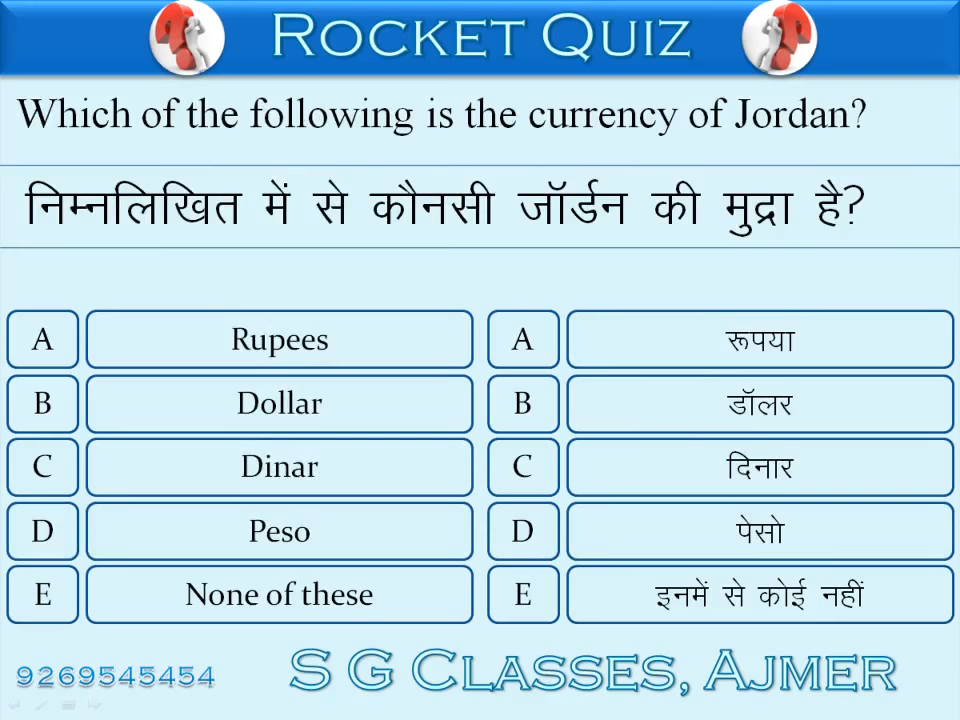 ROCKET QUIZ
Which of the following is the currency of Jordan?
निम्नलिखित में से कौनसी जॉर्डन की मुद्रा है?
A Rupees A रूपया
B Dollar B डॉलर
C Dinar C दिनार
D Peso D पेसो
E None of these E इनमें से कोई नहीं
9269545454 S G CLASSES, AJMER